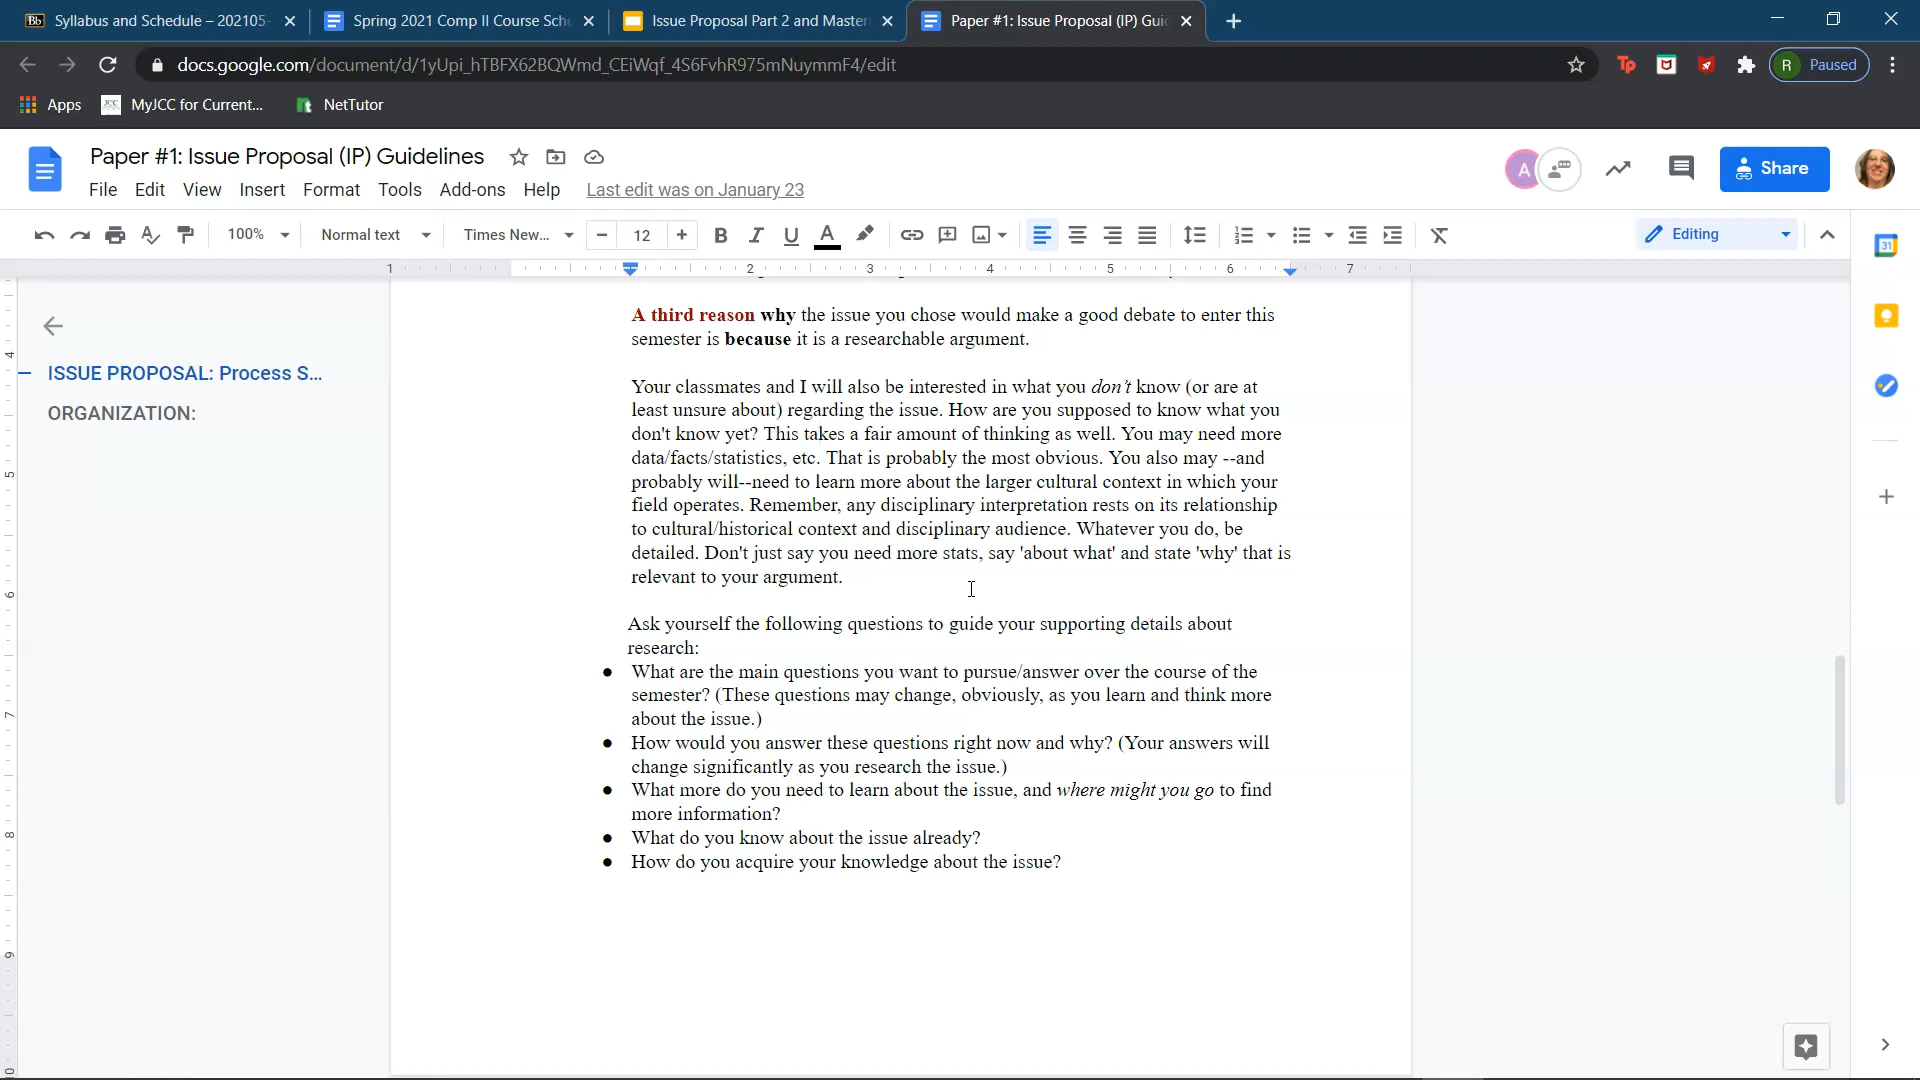 Syllabus and Schedule – 202105-
Spring 2021 Comp II Course Sche
Issue Proposal Part 2 and Master
Paper #1: Issue Proposal (IP) Gui
docs.google.com/document/d/1yUpi_hTBFX62BQWmd_CEiWqf_4S6FvhR975mNuymmF4/edit
R Paused
Apps
MyJCC for Current...
NetTutor
Paper #1: Issue Proposal (IP) Guidelines
A
Share
File Edit View Insert Format Tools Add-ons Help Last edit was on January 23
100% Normal text Times New... 12 B I U A Editing
31
1 2 3 4 5 6 7
A third reason why the issue you chose would make a good debate to enter this
semester is because it is a researchable argument.
ISSUE PROPOSAL: Process S...
ORGANIZATION:
Your classmates and I will also be interested in what you don't know (or are at
least unsure about) regarding the issue. How are you supposed to know what you
don't know yet? This takes a fair amount of thinking as well. You may need more
data/facts/statistics, etc. That is probably the most obvious. You also may --and
probably will--need to learn more about the larger cultural context in which your
field operates. Remember, any disciplinary interpretation rests on its relationship
to cultural/historical context and disciplinary audience. Whatever you do, be
detailed. Don't just say you need more stats, say 'about what' and state 'why' that is
relevant to your argument.
Ask yourself the following questions to guide your supporting details about
research:
● What are the main questions you want to pursue/answer over the course of the
semester? (These questions may change, obviously, as you learn and think more
about the issue.)
● How would you answer these questions right now and why? (Your answers will
change significantly as you research the issue.)
● What more do you need to learn about the issue, and where might you go to find
more information?
● What do you know about the issue already?
● How do you acquire your knowledge about the issue?